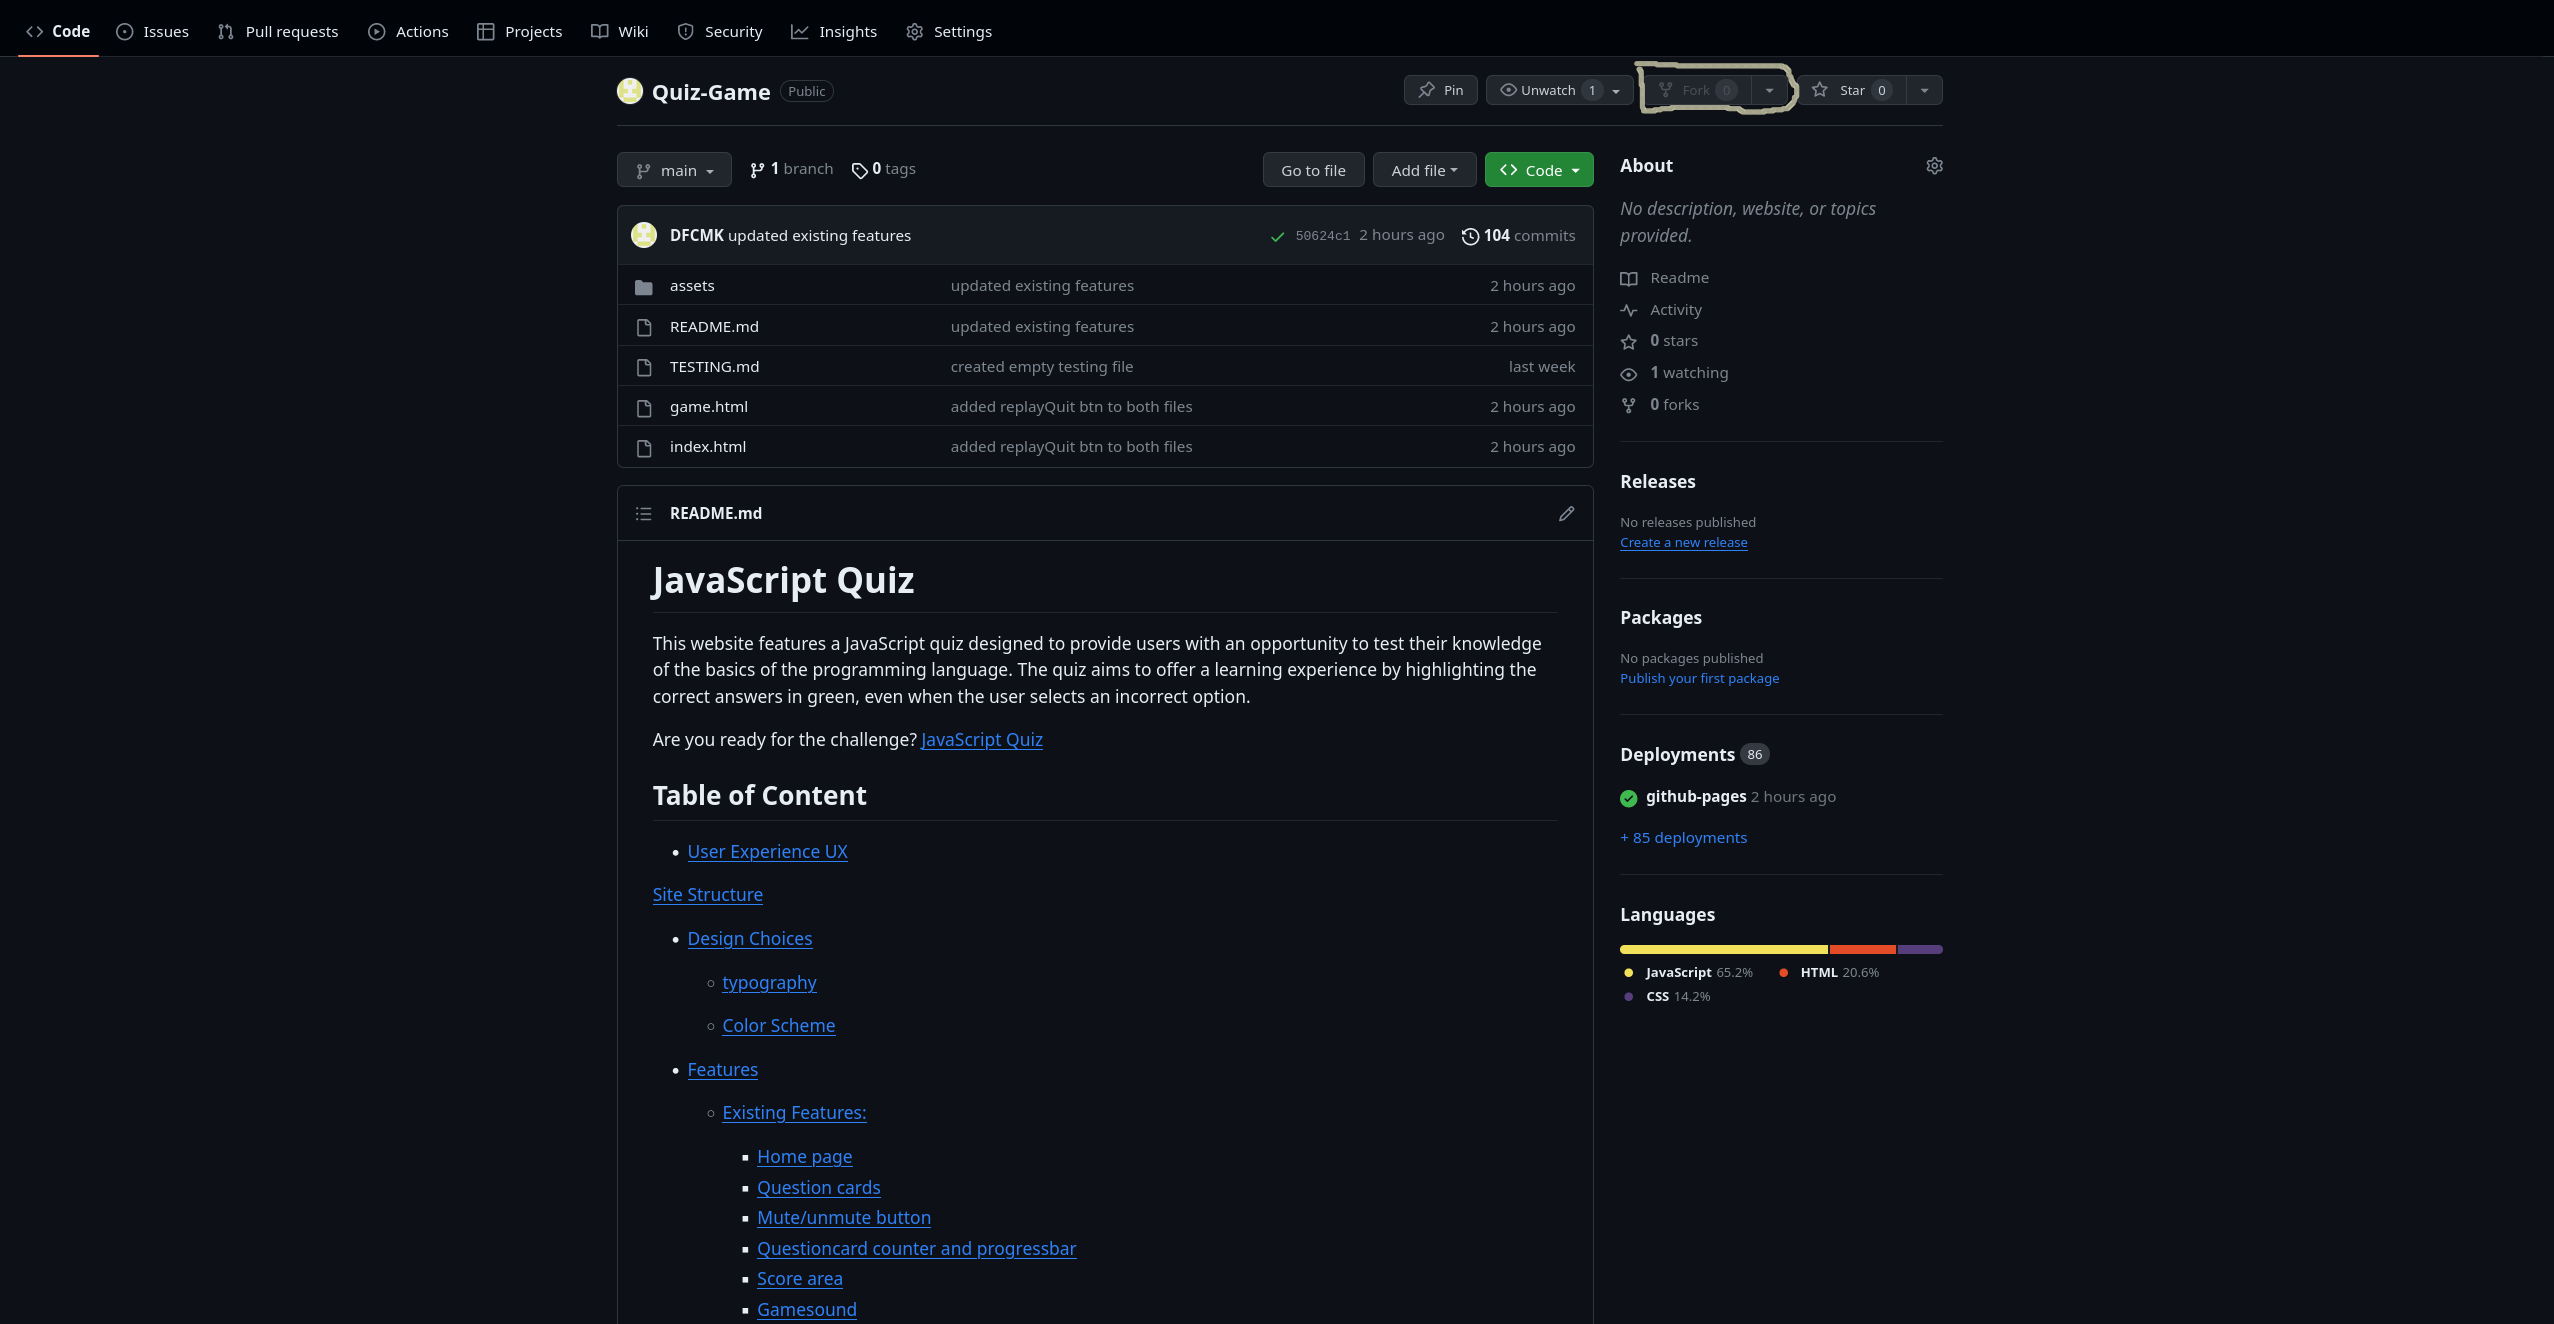 Code Issues Pull requests Actions Projects Wiki Security Insights Settings
Quiz-Game Public Pin Unwatch 1 Fork 0 Star 0
main 1 branch 0 tags Go to file Add file Code
DFCMK updated existing features 50624c1 2 hours ago 104 commits
assets updated existing features 2 hours ago
README.md updated existing features 2 hours ago
TESTING.md created empty testing file last week
game.html added replayQuit btn to both files 2 hours ago
index.html added replayQuit btn to both files 2 hours ago
README.md
JavaScript Quiz
This website features a JavaScript quiz designed to provide users with an opportunity to test their knowledge
of the basics of the programming language. The quiz aims to offer a learning experience by highlighting the
correct answers in green, even when the user selects an incorrect option.
Are you ready for the challenge? JavaScript Quiz
Table of Content
User Experience UX
Site Structure
Design Choices
typography
Color Scheme
Features
Existing Features:
Home page
Question cards
Mute/unmute button
Questioncard counter and progressbar
Score area
Gamesound
About
No description, website, or topics
provided.
Readme
Activity
0 stars
1 watching
0 forks
Releases
No releases published
Create a new release
Packages
No packages published
Publish your first package
Deployments 86
github-pages 2 hours ago
+ 85 deployments
Languages
JavaScript 65.2% HTML 20.6%
CSS 14.2%